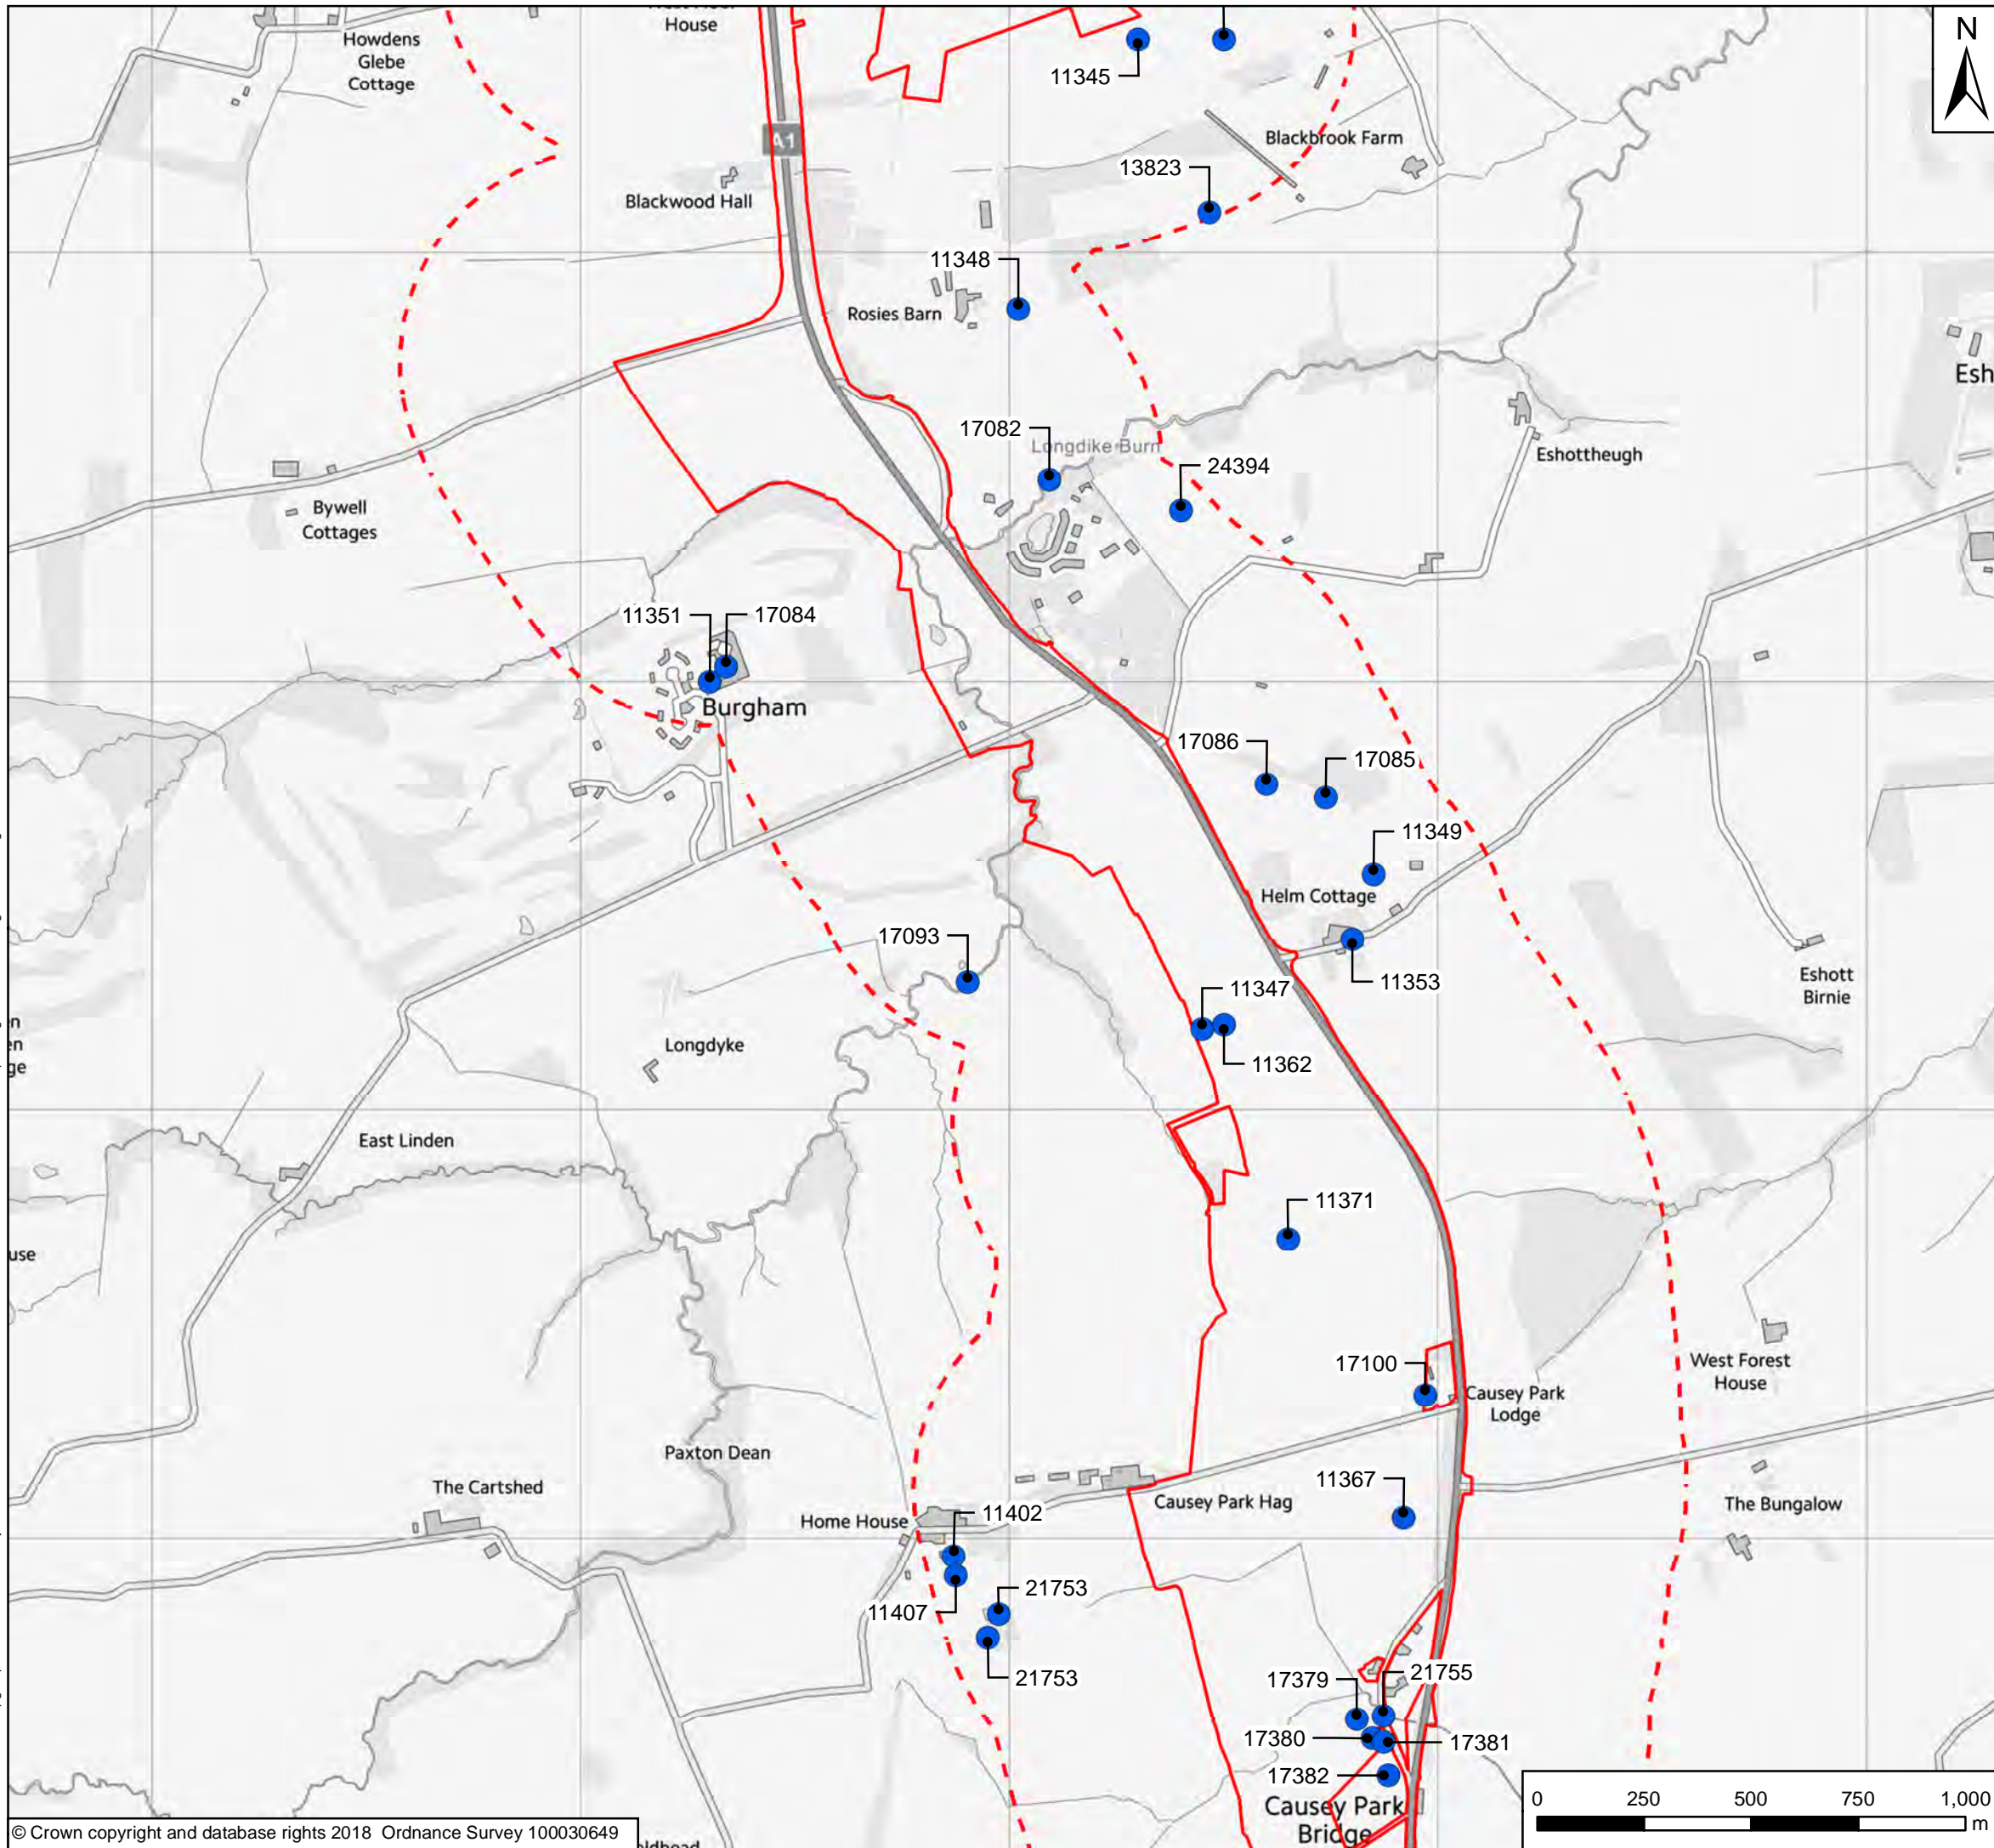 House
N
Howdens
Glebe
Cottage
11345
A1
Blackbrook Farm
13823
Blackwood Hall
11348
Rosies Barn
Esh
17082
Longdike Burn
24394
Eshottheugh
Bywell
Cottages
11351
17084
Burgham
17086
17085
11349
Helm Cottage
17093
11353
Eshott
Birnie
11347
11362
Longdyke
East Linden
11371
use
17100
West Forest
House
Causey Park
Lodge
Paxton Dean
The Cartshed
11367
Causey Park Hag
The Bungalow
Home House
11402
11407
21753
21753
17379
21755
17380
17381
17382
Causey Park
Bridge
0 250 500 750 1,000
m
© Crown copyright and database rights 2018 Ordnance Survey 100030649